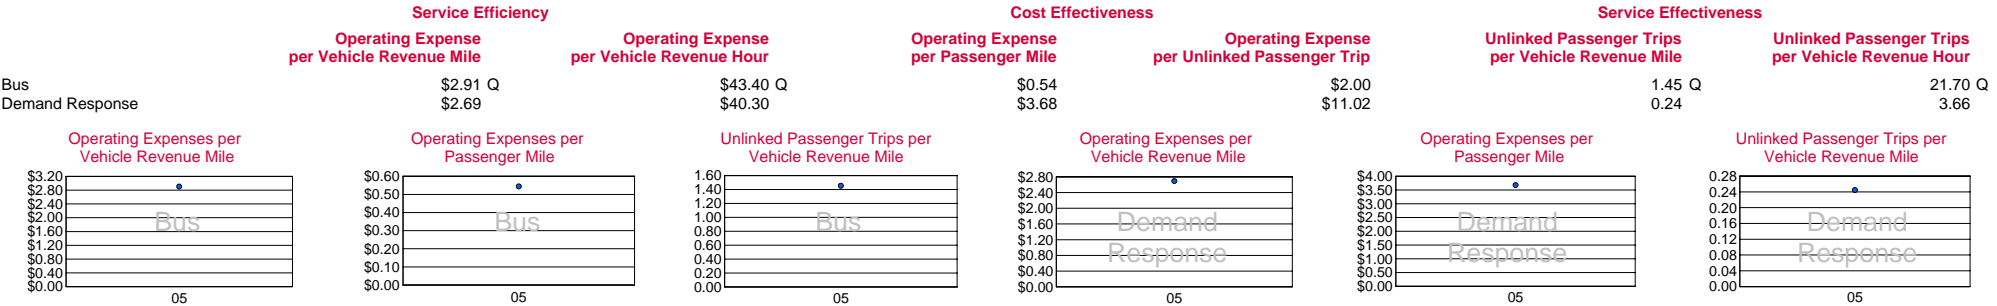 Service Efficiency Cost Effectiveness Service Effectiveness
Operating Expense Operating Expense Operating Expense Operating Expense Unlinked Passenger Trips Unlinked Passenger Trips
per Vehicle Revenue Mile per Vehicle Revenue Hour per Passenger Mile per Unlinked Passenger Trip per Vehicle Revenue Mile per Vehicle Revenue Hour
Bus $2.91 Q $43.40 Q $0.54 $2.00 1.45 Q 21.70 Q
Demand Response $2.69 $40.30 $3.68 $11.02 0.24 3.66
Operating Expenses per
Vehicle Revenue Mile
$3.20
$2.80
$2.40
$2.00
$1.60
$1.20
$0.80
$0.40
$0.00
Bus
05
Operating Expenses per
Passenger Mile
$0.60
$0.50
$0.40
$0.30
$0.20
$0.10
$0.00
Bus
05
Unlinked Passenger Trips per
Vehicle Revenue Mile
1.60
1.40
1.20
1.00
0.80
0.60
0.40
0.20
0.00
Bus
05
Operating Expenses per
Vehicle Revenue Mile
$2.80
$2.40
$2.00
$1.60
$1.20
$0.80
$0.40
$0.00
Demand
Response
05
Operating Expenses per
Passenger Mile
$4.00
$3.50
$3.00
$2.50
$2.00
$1.50
$1.00
$0.50
$0.00
Demand
Response
05
Unlinked Passenger Trips per
Vehicle Revenue Mile
0.28
0.24
0.20
0.16
0.12
0.08
0.04
0.00
Demand
Response
05